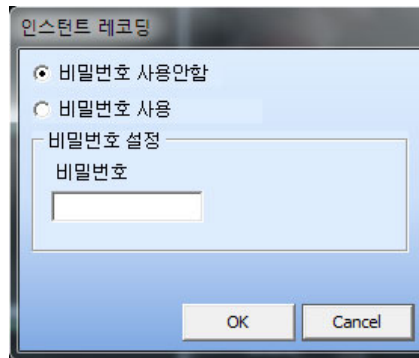 인스턴트 레코딩
비밀번호 사용안함
비밀번호 사용
비밀번호 설정
비밀번호
OK
Cancel